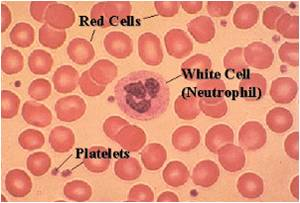 Red Cells
White Cell
(Neutrophil)
Platelets